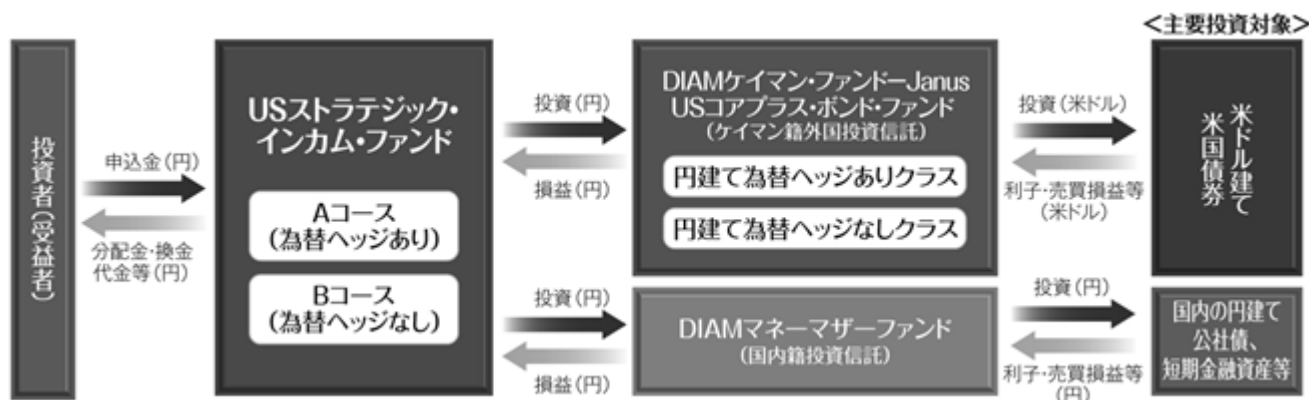 投資者(受益者)
申込金(円)
分配金・換金
代金等(円)
USストラテジック・
インカム・ファンド
Aコース
(為替ヘッジあり)
Bコース
(為替ヘッジなし)
投資(円)
損益(円)
投資(円)
損益(円)
DIAMケイマン・ファンドーJanus
USコアプラス・ボンド・ファンド
(ケイマン籍外国投資信託)
円建て為替ヘッジありクラス
円建て為替ヘッジなしクラス
DIAMマネーマザーファンド
(国内籍投資信託)
投資(米ドル)
利子・売買損益等
(米ドル)
投資(円)
利子・売買損益等
(円)
<主要投資対象>
米ドル建て
米国債券
国内の円建て
公社債、
短期金融資産等